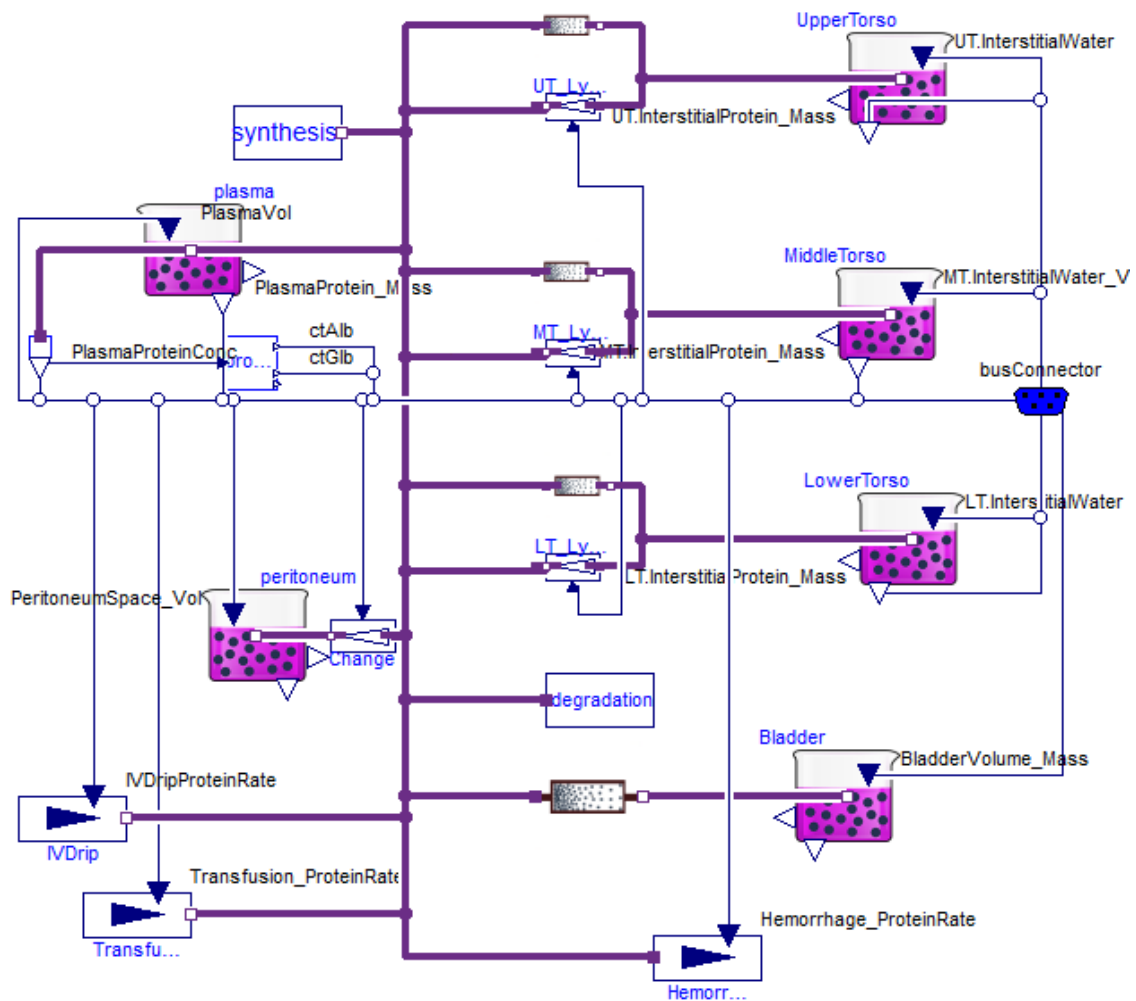 UpperTorso
UT.InterstitialWater
UT_Ly...
UT.InterstitialProtein_Mass
synthesis
plasma
PlasmaVol
PlasmaProtein_Mass
MiddleTorso
MT.InterstitialWater_V
ctAlb
PlasmaProteinConc
ctGlb
MT_Ly...
busConnector
LowerTorso
LT.InterstitialWater
LT_Ly...
LT.InterstitialProtein_Mass
peritoneum
PeritoneumSpace_Vol
Change
degradation
Bladder
BladderVolume_Mass
IVDripProteinRate
IVDrip
Transfusion_ProteinRate
Transfu...
Hemorrhage_ProteinRate
Hemorr...